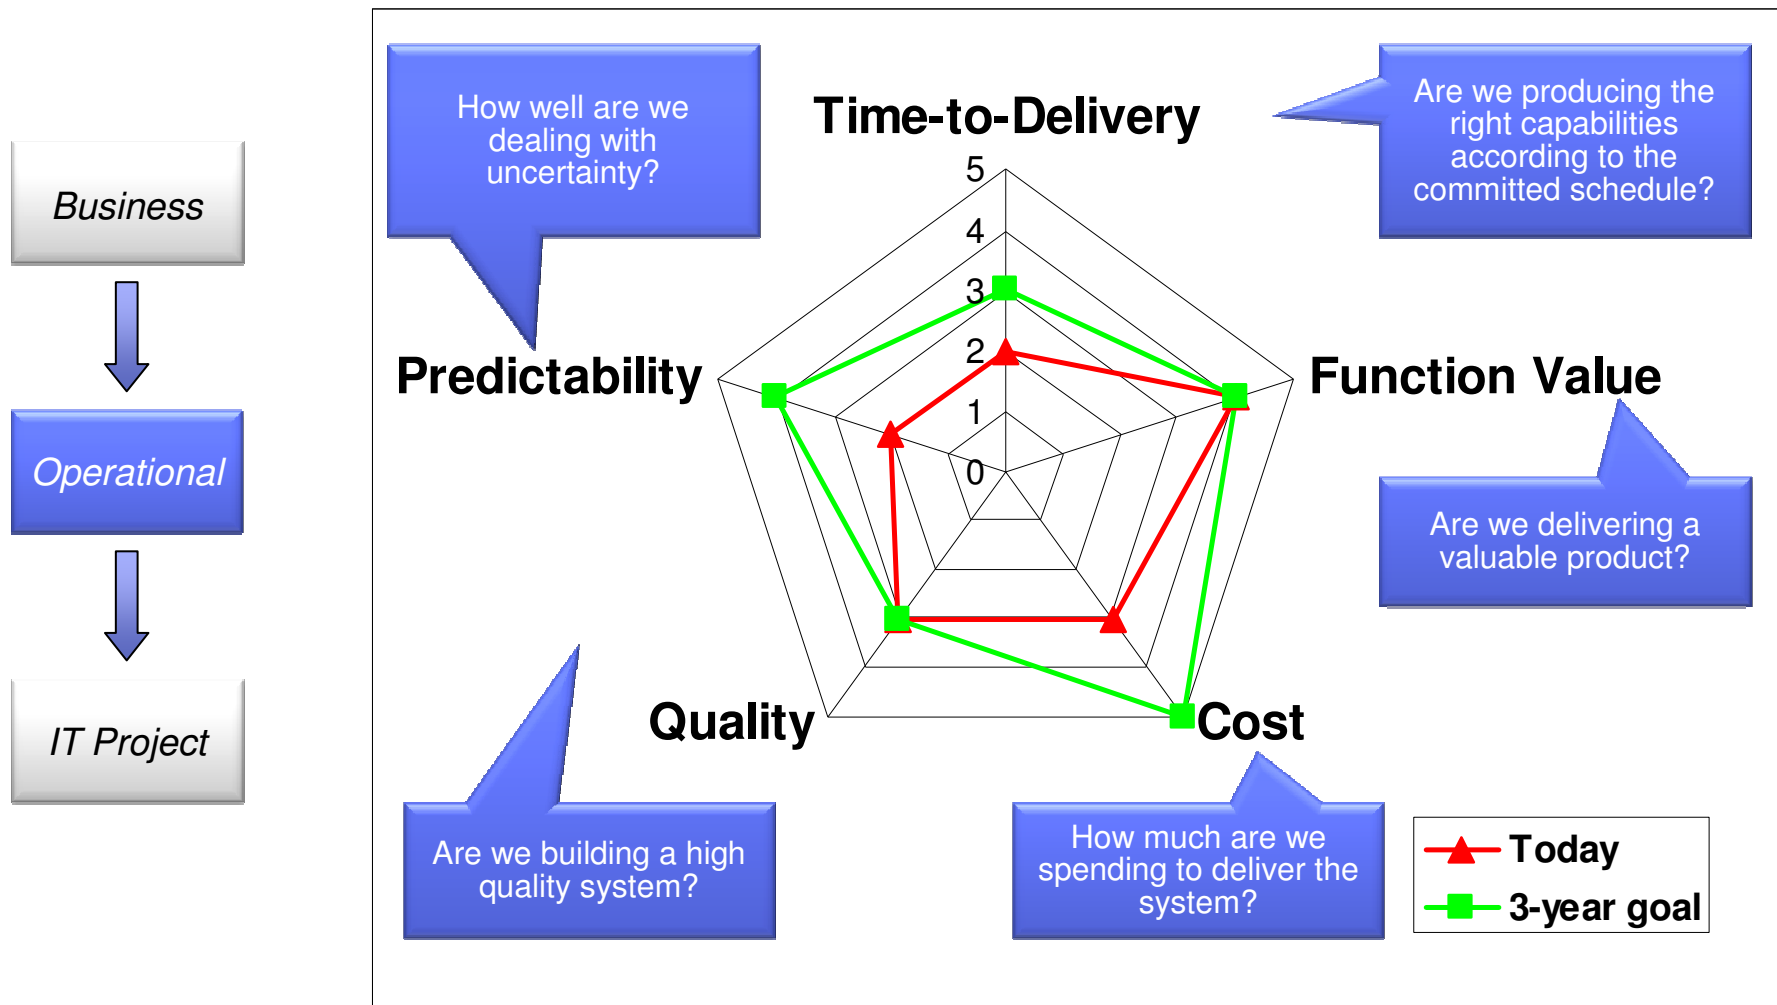 Business
Operational
IT Project
How well are we
dealing with
uncertainty?
Time-to-Delivery
Are we producing the
right capabilities
according to the
committed schedule?
5
4
3
2
1
0
Predictability
Function Value
Are we delivering a
valuable product?
Quality
Cost
Are we building a high
quality system?
How much are we
spending to deliver the
system?
Today
3-year goal